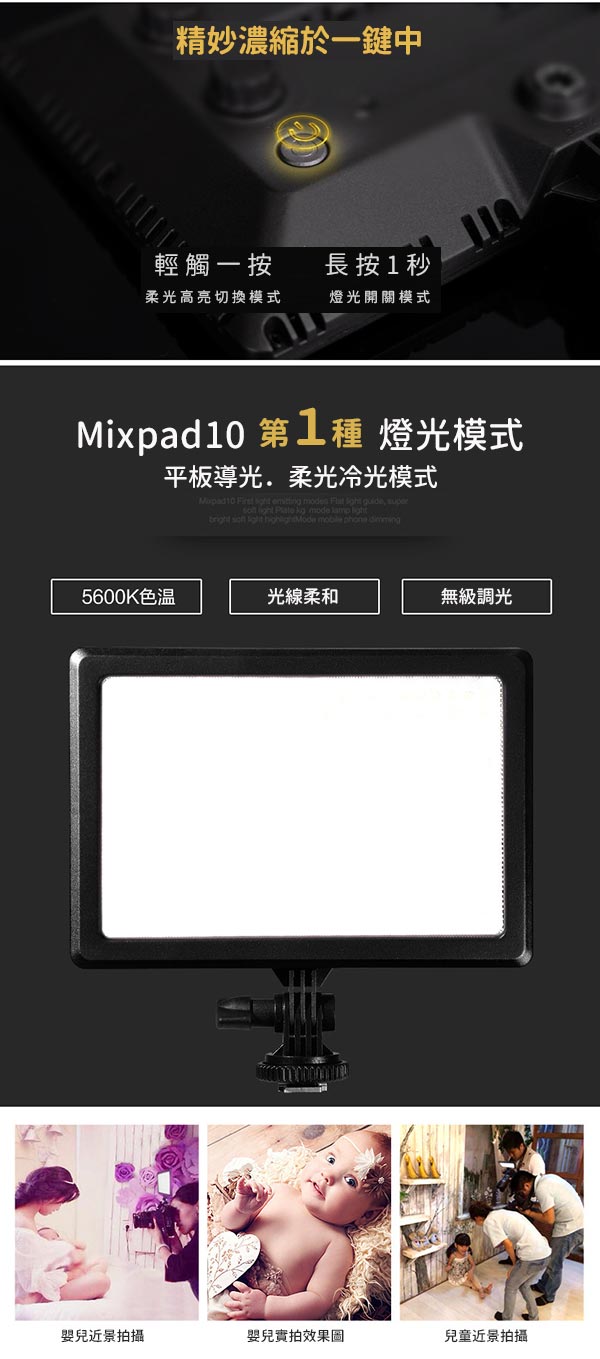 精妙濃縮於一鍵中
輕觸一按 長按1秒
柔光高亮切換模式 燈光開關模式
Mixpad10 第1種 燈光模式
平板導光．柔光冷光模式
Mixpad10 First light emitting modes Flat light guide, super
soft light Plate kg mode lamp light
bright soft light highlightMode mobile phone dimming
5600K色温 光線柔和 無級調光
嬰兒近景拍攝 嬰兒實拍效果圖 兒童近景拍攝